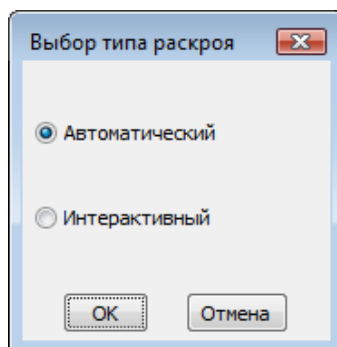 Выбор типа раскроя
Автоматический
Интерактивный
OK Отмена